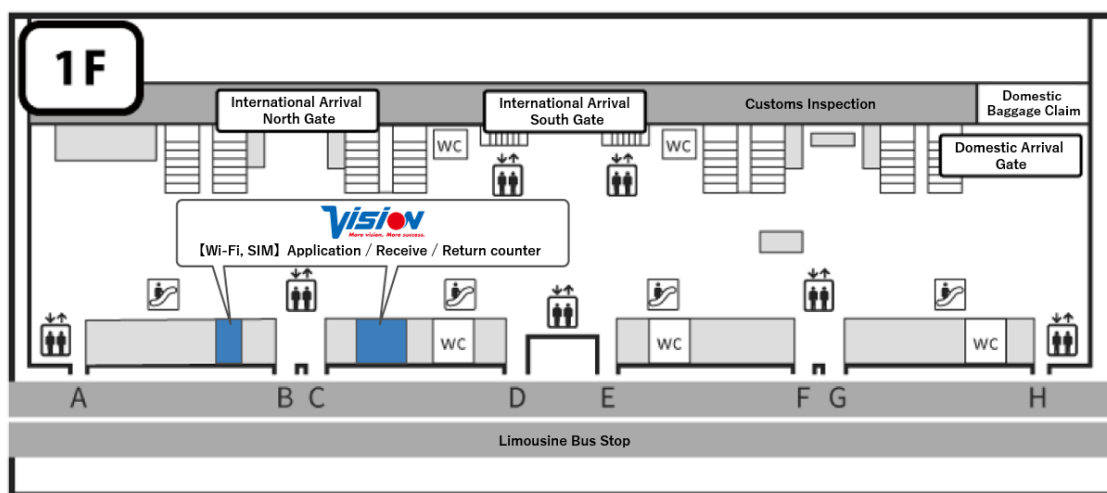 1F
International Arrival
North Gate
International Arrival
South Gate
Customs Inspection
Domestic
Baggage Claim
Domestic Arrival
Gate
WC
WC
VISION
More vision, More success.
【Wi-Fi, SIM】Application / Receive / Return counter
WC
WC
WC
A
B
C
D
E
F
G
H
Limousine Bus Stop